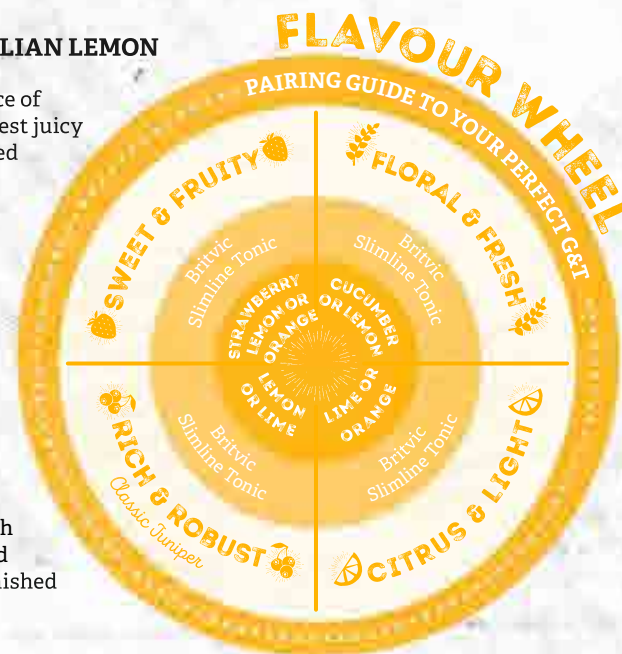 LIAN LEMON
ce of
est juicy
ed
FLAVOUR WHEEL
PAIRING GUIDE TO YOUR PERFECT G&T
SWEET & FRUITY
Britvic
Slimline Tonic
STRAWBERRY
LEMON OR
ORANGE
FLORAL & FRESH
Britvic
Slimline Tonic
CUCUMBER
OR LEMON
RICH & ROBUST
Classic Juniper
Britvic
Slimline Tonic
LEMON
OR LIME
CITRUS & LIGHT
Britvic
Slimline Tonic
LIME OR
ORANGE
h
d
ished